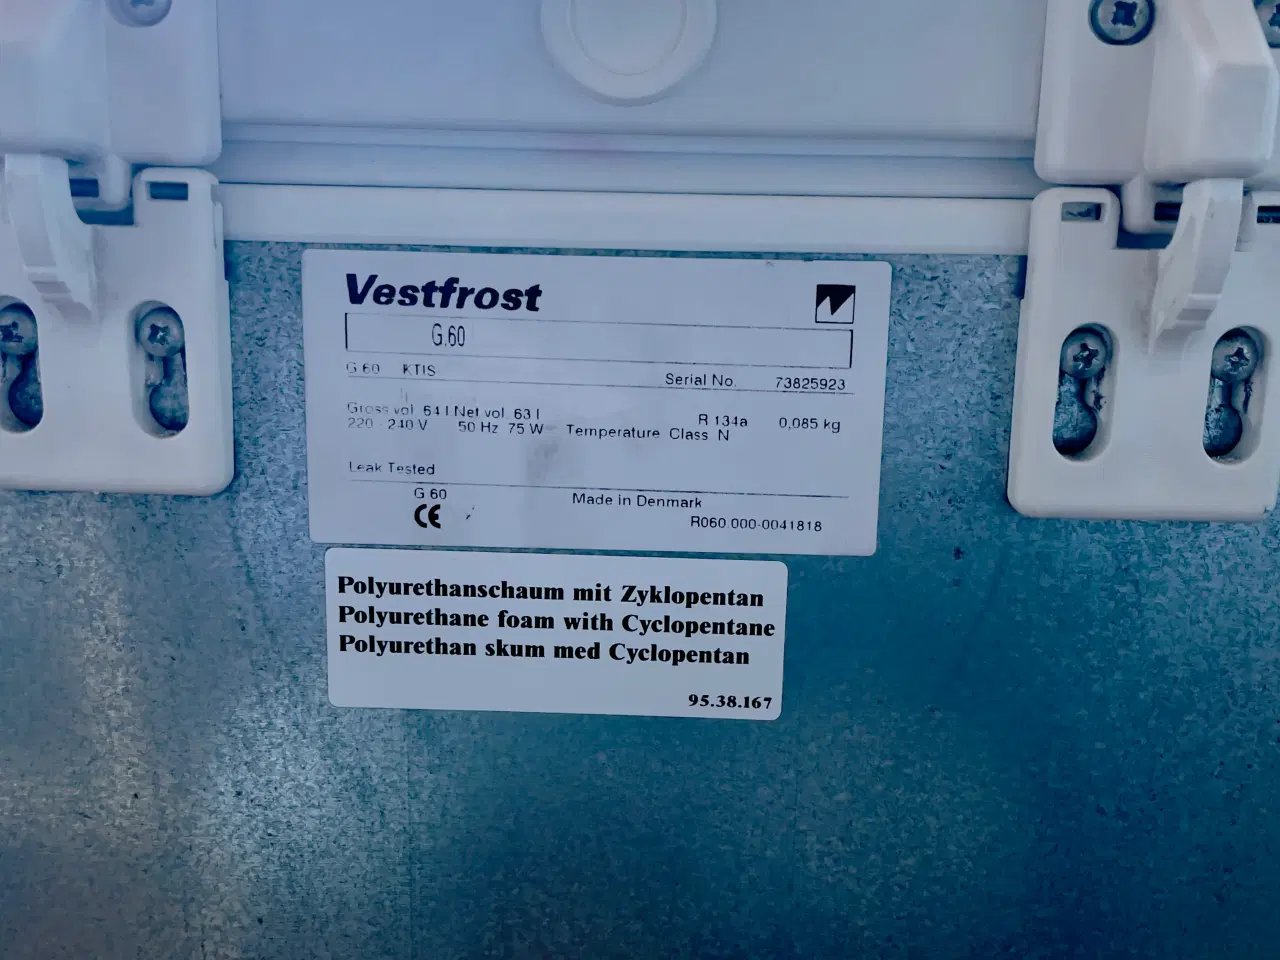 Vestfrost
G.60
G 60 KTIS
Serial No. 73825923
Gross vol 64 l Net vol 63 l
R 134a 0,085 kg
220 - 240 V 50 Hz 75 W Temperature Class N
Leak Tested
G 60
Made in Denmark
CE
R060.000-0041818
Polyurethanschaum mit Zyklopentan
Polyurethane foam with Cyclopentane
Polyurethan skum med Cyclopentan
95.38.167